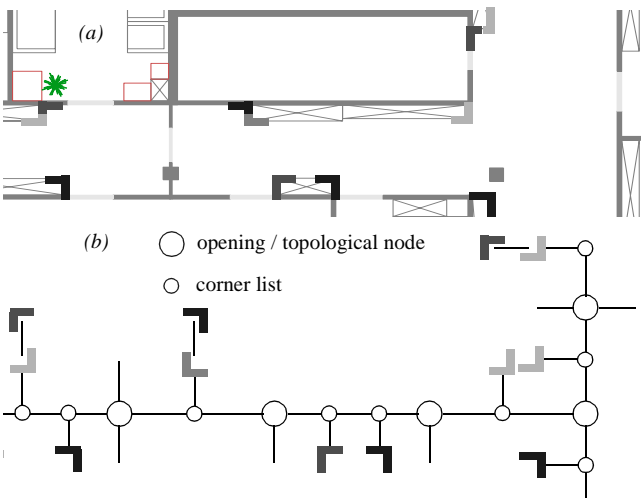 (a)
(b) opening / topological node
corner list